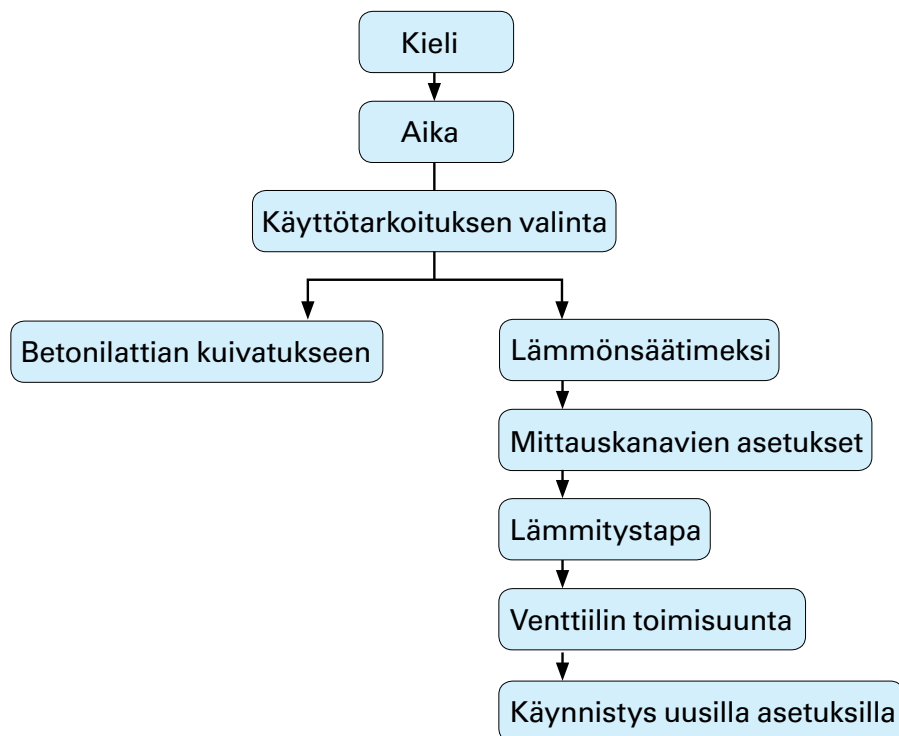 Kieli
Aika
Käyttötarkoituksen valinta
Betonilattian kuivatukseen
Lämmönsäätimeksi
Mittauskanavien asetukset
Lämmitystapa
Venttiilin toimisuunta
Käynnistys uusilla asetuksilla